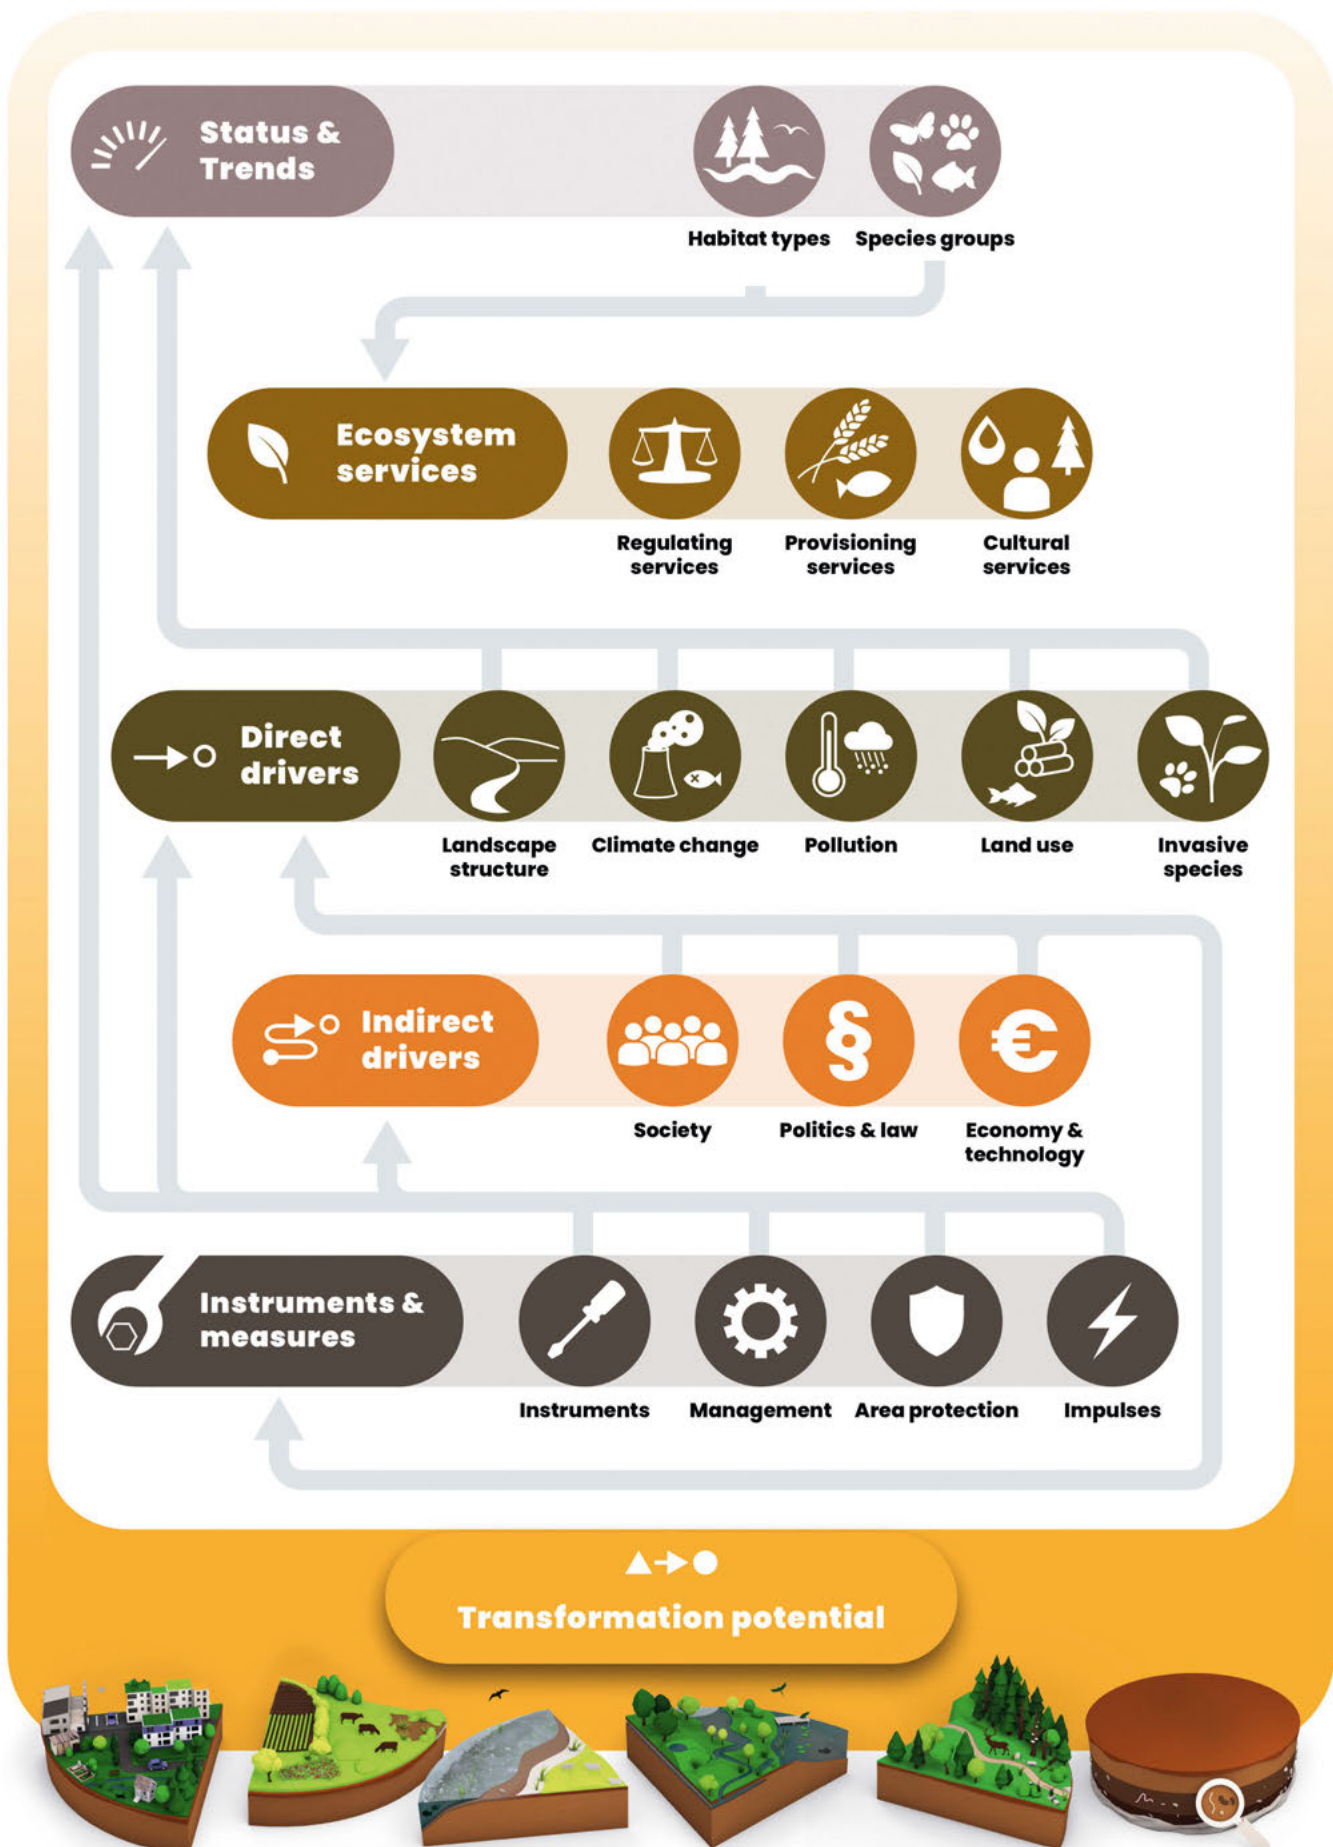 Status &
Trends
Habitat types
Species groups
Ecosystem
services
Regulating
services
Provisioning
services
Cultural
services
Direct
drivers
Landscape
structure
Climate change
Pollution
Land use
Invasive
species
Indirect
drivers
§
€
Society
Politics & law
Economy &
technology
Instruments &
measures
Instruments
Management
Area protection
Impulses
Transformation potential